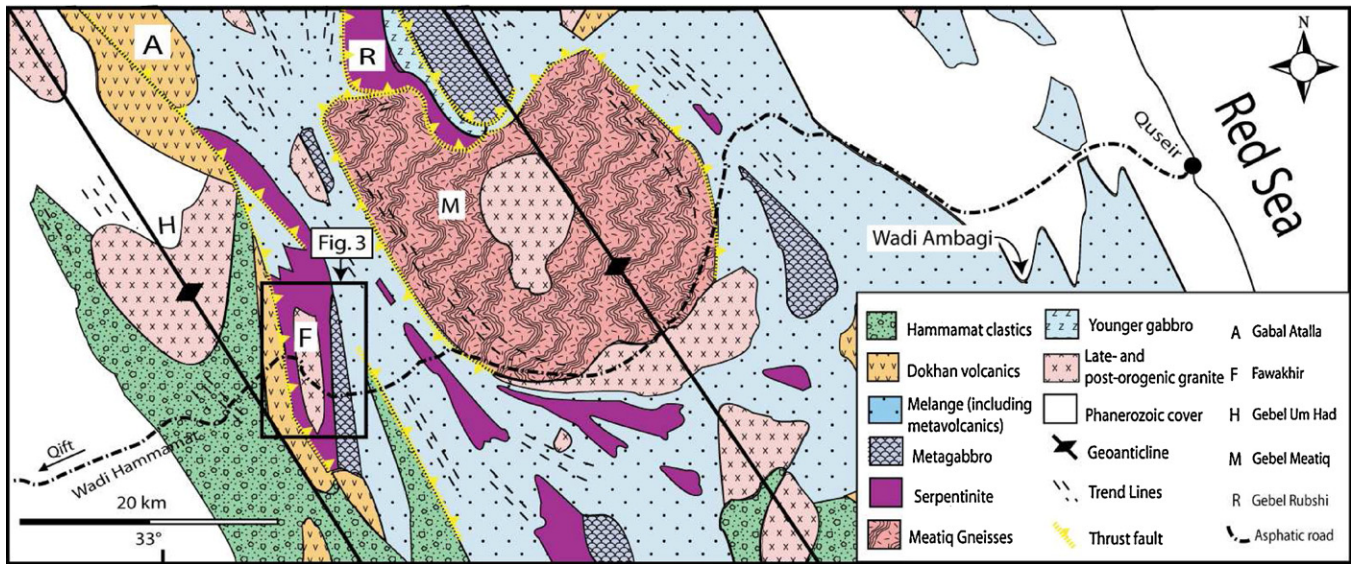 A
R
N
Red Sea
Quseir
H
M
Fig. 3
Wadi Ambagi
F
Qift
Wadi Hammamat
20 km
33°
Hammamat clastics
Dokhan volcanics
Melange (including
metavolcanics)
Metagabbro
Serpentinite
Meatiq Gneisses
z z z
Younger gabbro
Late- and
post-orogenic granite
Phanerozoic cover
Geoanticline
Trend Lines
Thrust fault
A Gabal Atalla
F Fawakhir
H Gebel Um Had
M Gebel Meatiq
R Gebel Rubshi
Asphatic road